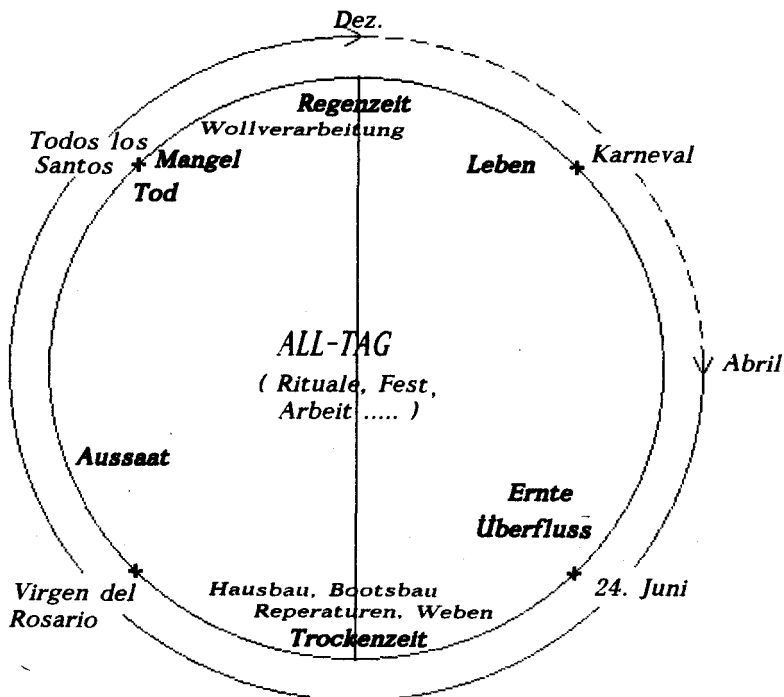 Dez.
Regenzeit
Wollverarbeitung
Todos los
Santos
Mangel
Tod
Leben
Karneval
ALL-TAG
( Rituale, Fest,
Arbeit ..... )
Abril
Aussaat
Ernte
Überfluss
Virgen del
Rosario
Hausbau, Bootsbau
Reperaturen, Weben
Trockenzeit
24. Juni